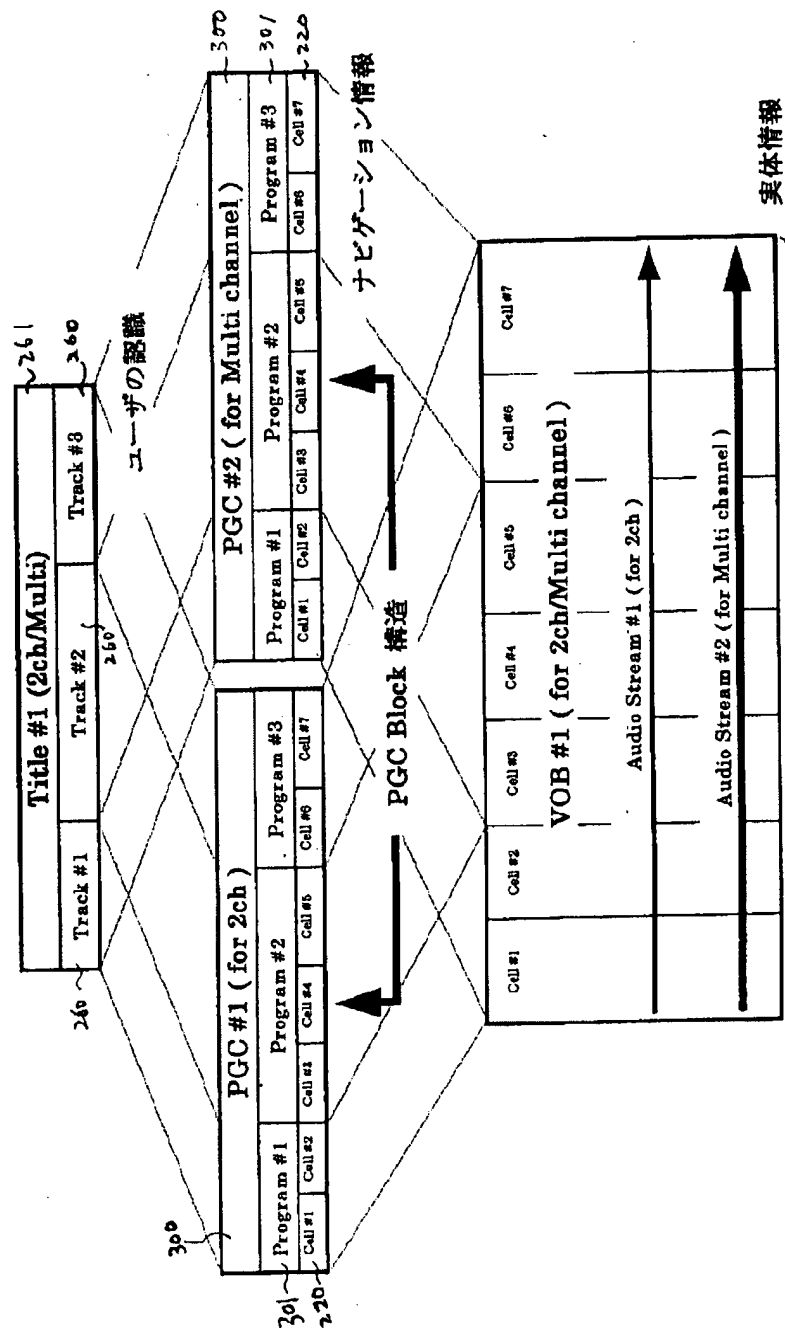 261
Title #1 (2ch/Multi)
260 Track #1 Track #2 Track #3 260
260
ユーザの認識
300 PGC #1 ( for 2ch )
301 Program #1 Program #2 Program #3
220 Cell #1 Cell #2 Cell #3 Cell #4 Cell #5 Cell #6 Cell #7
PGC #2 ( for Multi channel ) 300
Program #1 Program #2 Program #3 301
Cell #1 Cell #2 Cell #3 Cell #4 Cell #5 Cell #6 Cell #7 220
ナビゲーション情報
PGC Block 構造
Cell #1 Cell #2 Cell #3 Cell #4 Cell #5 Cell #6 Cell #7
VOB #1 ( for 2ch/Multi channel )
Audio Stream #1 ( for 2ch )
Audio Stream #2 ( for Multi channel )
実体情報